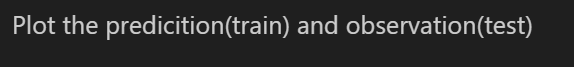 Plot the predicition(train) and observation(test)